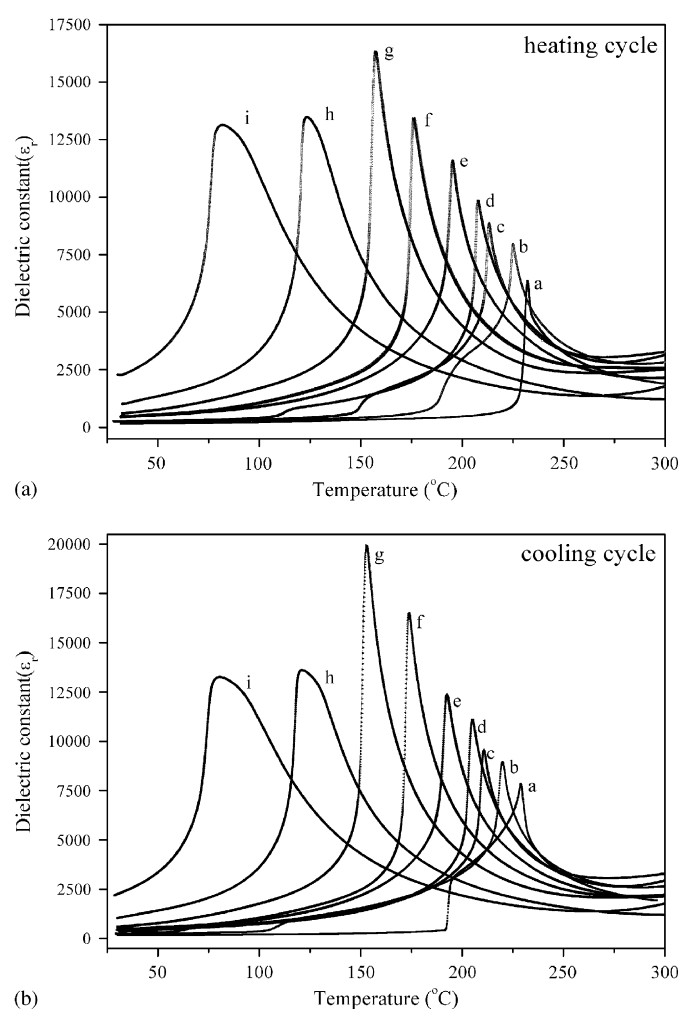 heating cycle
17500
15000
12500
10000
7500
5000
2500
0
Dielectric constant(εr)
i
h
g
f
e
d
c
b
a
50
100
150
200
250
300
Temperature (°C)
(a)
cooling cycle
20000
17500
15000
12500
10000
7500
5000
2500
0
Dielectric constant(εr)
i
h
g
f
e
d
c
b
a
50
100
150
200
250
300
Temperature (°C)
(b)